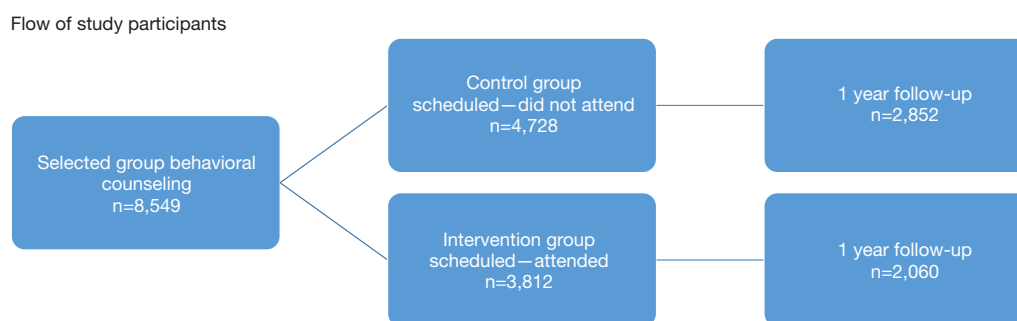 Flow of study participants
Selected group behavioral
counseling
n=8,549
Control group
scheduled—did not attend
n=4,728
1 year follow-up
n=2,852
Intervention group
scheduled—attended
n=3,812
1 year follow-up
n=2,060